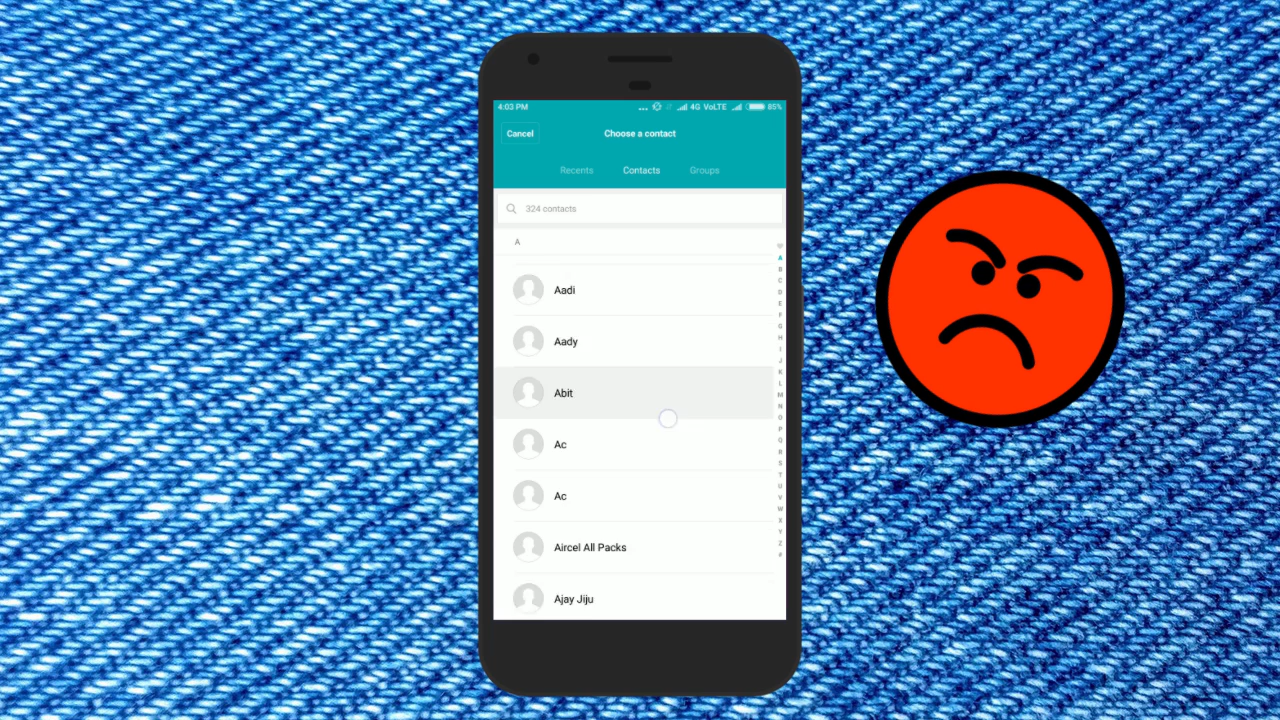 4:03 PM ... 4G VoLTE 85%
Cancel Choose a contact
Recents Contacts Groups
324 contacts
A
Aadi
Aady
Abit
Ac
Ac
Aircel All Packs
Ajay Jiju
A
B
C
D
E
F
G
H
I
J
K
L
M
N
O
P
Q
R
S
T
U
V
W
X
Y
Z
#